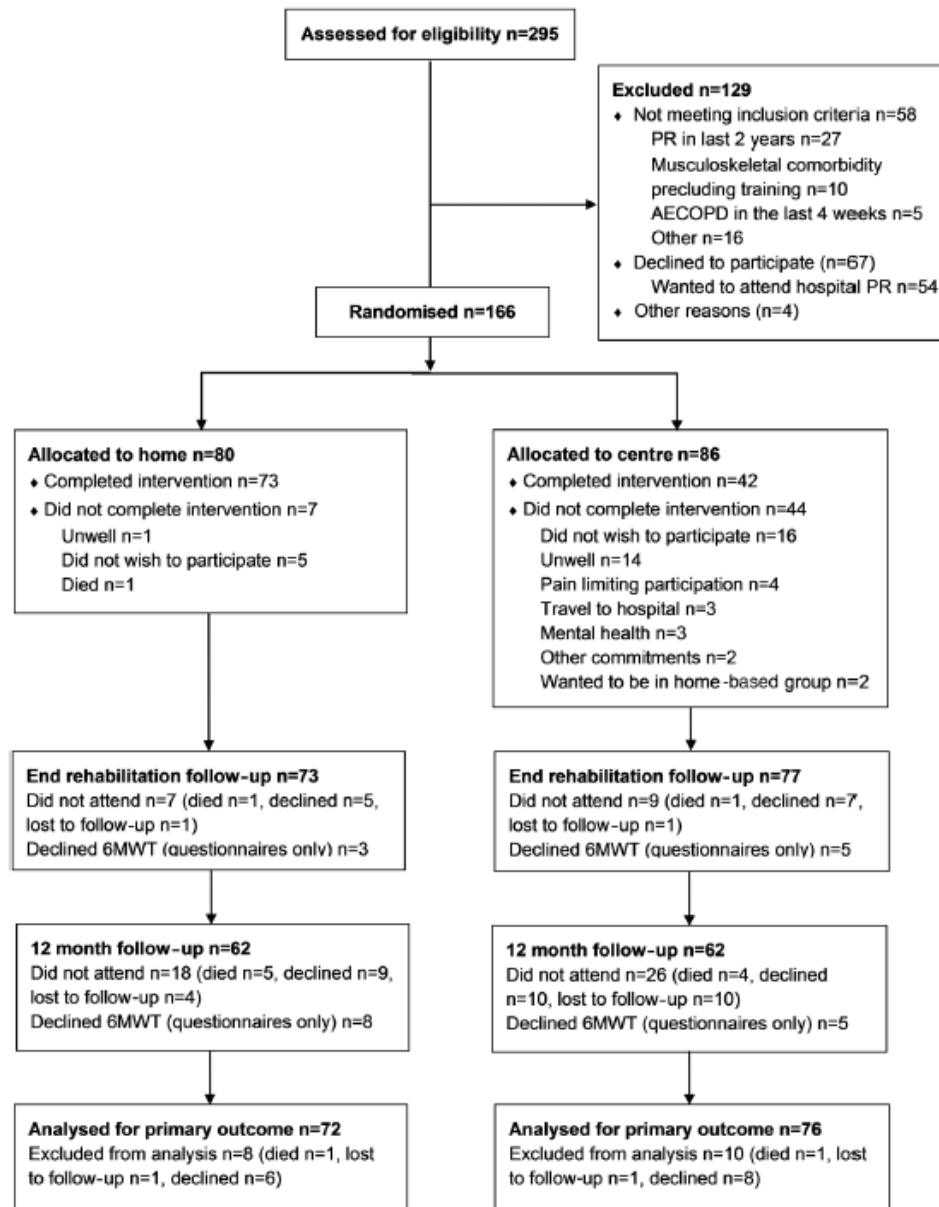 Assessed for eligibility n=295
Excluded n=129
♦ Not meeting inclusion criteria n=58
PR in last 2 years n=27
Musculoskeletal comorbidity
precluding training n=10
AECOPD in the last 4 weeks n=5
Other n=16
♦ Declined to participate (n=67)
Wanted to attend hospital PR n=54
♦ Other reasons (n=4)
Randomised n=166
Allocated to home n=80
♦ Completed intervention n=73
♦ Did not complete intervention n=7
Unwell n=1
Did not wish to participate n=5
Died n=1
Allocated to centre n=86
♦ Completed intervention n=42
♦ Did not complete intervention n=44
Did not wish to participate n=16
Unwell n=14
Pain limiting participation n=4
Travel to hospital n=3
Mental health n=3
Other commitments n=2
Wanted to be in home-based group n=2
End rehabilitation follow-up n=73
Did not attend n=7 (died n=1, declined n=5,
lost to follow-up n=1)
Declined 6MWT (questionnaires only) n=3
End rehabilitation follow-up n=77
Did not attend n=9 (died n=1, declined n=7,
lost to follow-up n=1)
Declined 6MWT (questionnaires only) n=5
12 month follow-up n=62
Did not attend n=18 (died n=5, declined n=9,
lost to follow-up n=4)
Declined 6MWT (questionnaires only) n=8
12 month follow-up n=62
Did not attend n=26 (died n=4, declined
n=10, lost to follow-up n=10)
Declined 6MWT (questionnaires only) n=5
Analysed for primary outcome n=72
Excluded from analysis n=8 (died n=1, lost
to follow-up n=1, declined n=6)
Analysed for primary outcome n=76
Excluded from analysis n=10 (died n=1, lost
to follow-up n=1, declined n=8)